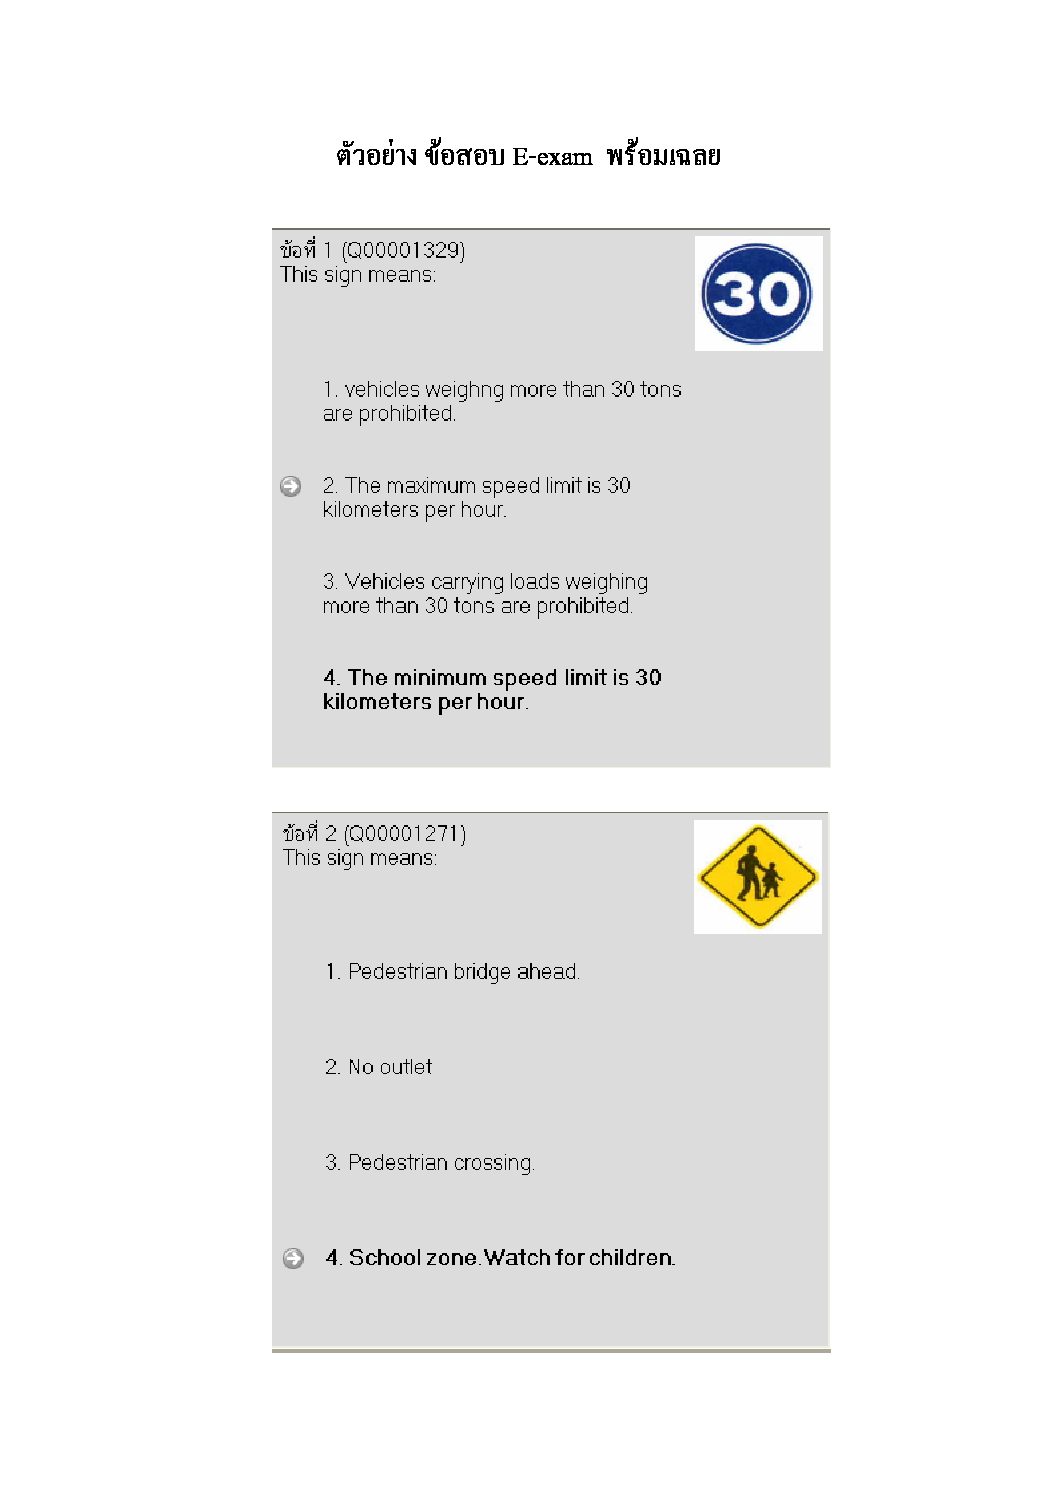 ตัวอย่าง ข้อสอบ E-exam พร้อมเฉลย
ข้อที่ 1 (Q00001329)
This sign means:
30
1. vehicles weighng more than 30 tons
are prohibited.
2. The maximum speed limit is 30
kilometers per hour.
3. Vehicles carrying loads weighing
more than 30 tons are prohibited.
4. The minimum speed limit is 30
kilometers per hour.
ข้อที่ 2 (Q00001271)
This sign means:
1. Pedestrian bridge ahead.
2. No outlet
3. Pedestrian crossing.
4. School zone.Watch for children.